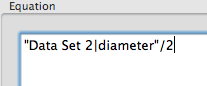 Equation
"Data Set 2|diameter"/2